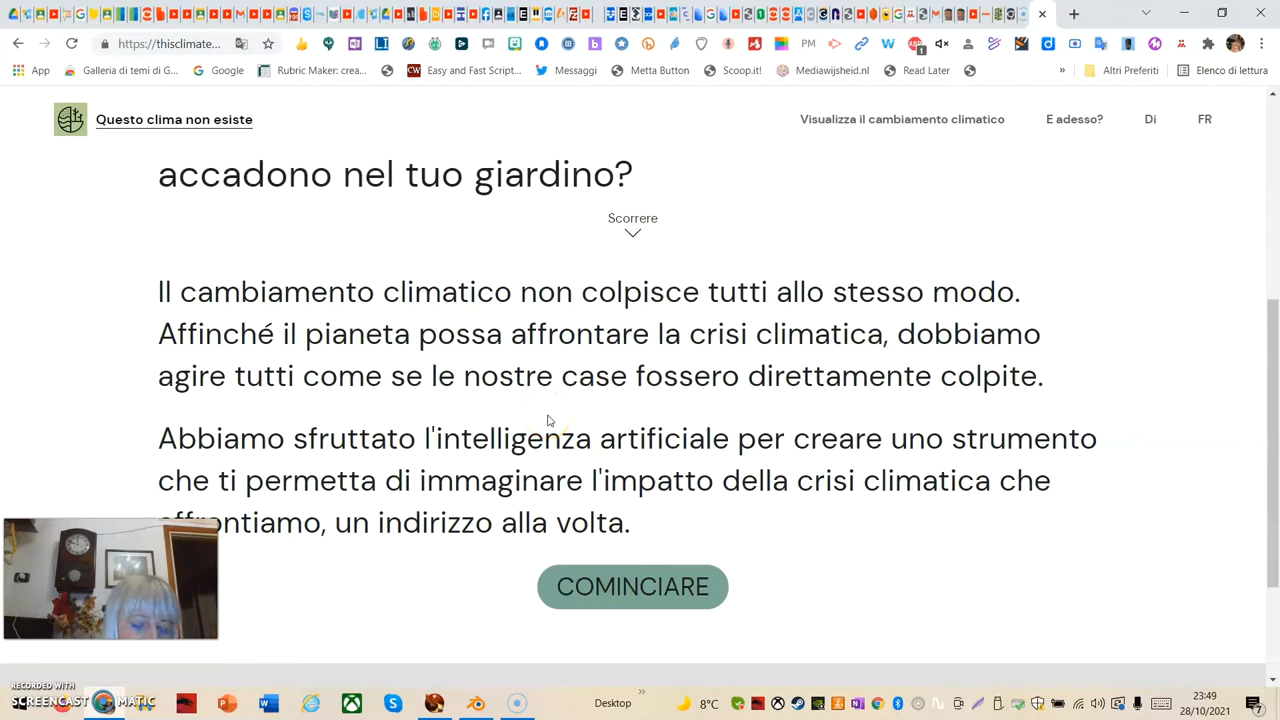 https://thisclimate.
PM
App
Galleria di temi di G...
Google
Rubric Maker: crea...
Easy and Fast Script...
Messaggi
Metta Button
Scoop.it!
Mediawijsheid.nl
Read Later
»
Altri Preferiti
Elenco di lettura
Questo clima non esiste
Visualizza il cambiamento climatico
E adesso?
Di
FR
accadono nel tuo giardino?
Scorrere
Il cambiamento climatico non colpisce tutti allo stesso modo.
Affinché il pianeta possa affrontare la crisi climatica, dobbiamo
agire tutti come se le nostre case fossero direttamente colpite.
Abbiamo sfruttato l'intelligenza artificiale per creare uno strumento
che ti permetta di immaginare l'impatto della crisi climatica che
affrontiamo, un indirizzo alla volta.
COMINCIARE
RECORDED WITH
SCREENCAST MATIC
Desktop
»
8°C
23:49
28/10/2021